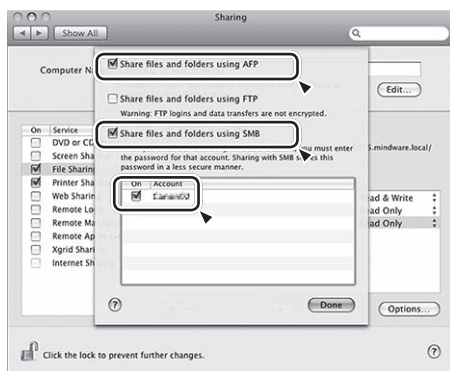 Sharing
Show All
Computer N
Edit...
Share files and folders using AFP
Share files and folders using FTP
Warning: FTP logins and data transfers are not encrypted.
Share files and folders using SMB
you must enter
the password for that account. Sharing with SMB this
password in a less secure manner.
On Account
On Service
DVD or CD
Screen Sha
File Sharing
Printer Sha
Web Sharin
Remote Lo
Remote Ma
Remote Ap
Xgrid Shari
Internet Sh
.mindware.local/
ad & Write
ad Only
ad Only
? Done
Options...
Click the lock to prevent further changes.
?